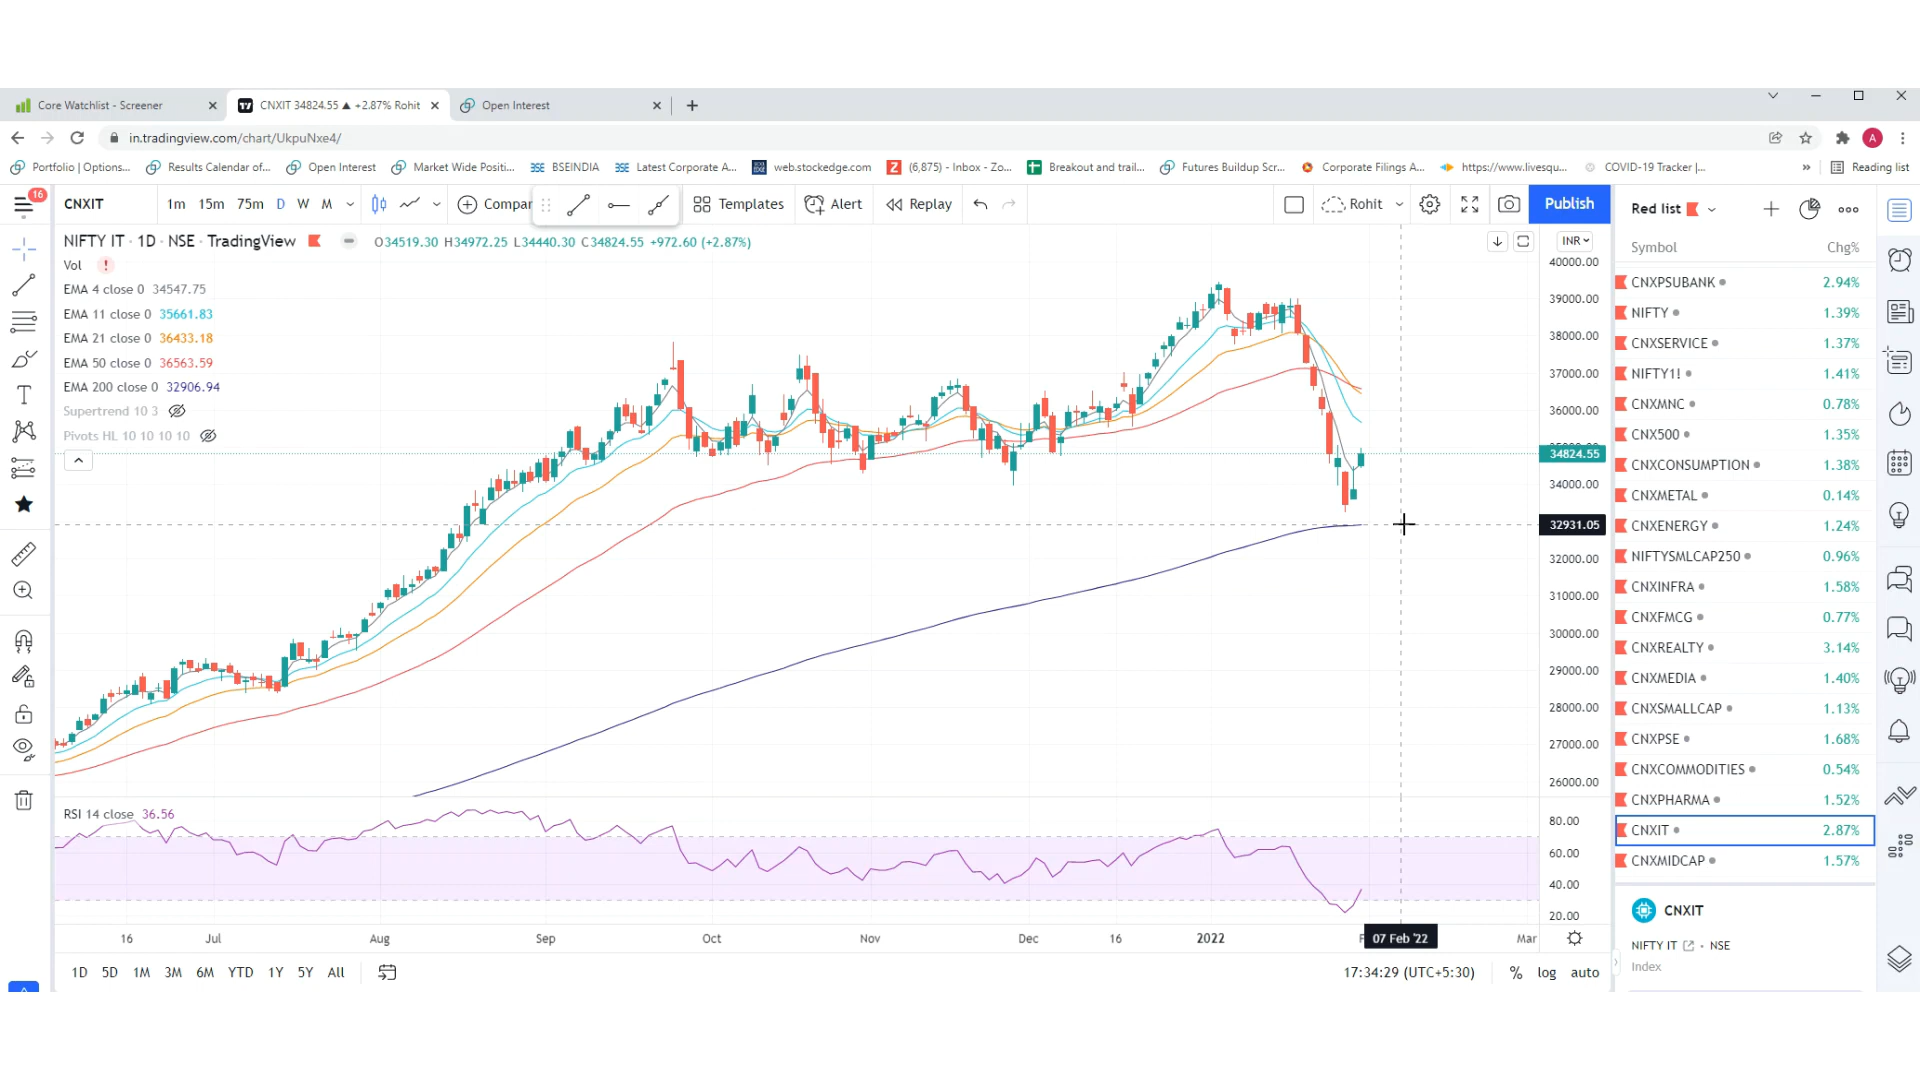 Core Watchlist - Screener
CNXIT 34824.55 ▲ +2.87% Rohit
Open Interest
in.tradingview.com/chart/UkpuNxe4/
A
Portfolio | Options...
Results Calendar of...
Open Interest
Market Wide Positi...
BSEINDIA
Latest Corporate A...
web.stockedge.com
(6,875) - Inbox - Zo...
Breakout and trail...
Futures Buildup Scr...
Corporate Filings A...
https://www.livesqu...
COVID-19 Tracker |...
»
Reading list
16
CNXIT
1m 15m 75m D W M
Compar
Templates
Alert
Replay
Rohit
Publish
Red list
NIFTY IT · 1D · NSE · TradingView
O34519.30 H34972.25 L34440.30 C34824.55 +972.60 (+2.87%)
INR
Symbol Chg%
Vol
EMA 4 close 0 34547.75
EMA 11 close 0 35661.83
EMA 21 close 0 36433.18
EMA 50 close 0 36563.59
EMA 200 close 0 32906.94
Supertrend 10 3
Pivots HL 10 10 10 10
40000.00
39000.00
38000.00
37000.00
36000.00
34824.55
34000.00
32931.05
32000.00
31000.00
30000.00
29000.00
28000.00
27000.00
26000.00
CNXPSUBANK 2.94%
NIFTY 1.39%
CNXSERVICE 1.37%
NIFTY1! 1.41%
CNXMNC 0.78%
CNX500 1.35%
CNXCONSUMPTION 1.38%
CNXMETAL 0.14%
CNXENERGY 1.24%
NIFTYSMLCAP250 0.96%
CNXINFRA 1.58%
CNXFMCG 0.77%
CNXREALTY 3.14%
CNXMEDIA 1.40%
CNXSMALLCAP 1.13%
CNXPSE 1.68%
CNXCOMMODITIES 0.54%
CNXPHARMA 1.52%
CNXIT 2.87%
CNXMIDCAP 1.57%
RSI 14 close 36.56
80.00
60.00
40.00
20.00
16 Jul Aug Sep Oct Nov Dec 16 2022 07 Feb '22 Mar
1D 5D 1M 3M 6M YTD 1Y 5Y All
17:34:29 (UTC+5:30) % log auto
CNXIT
NIFTY IT · NSE
Index